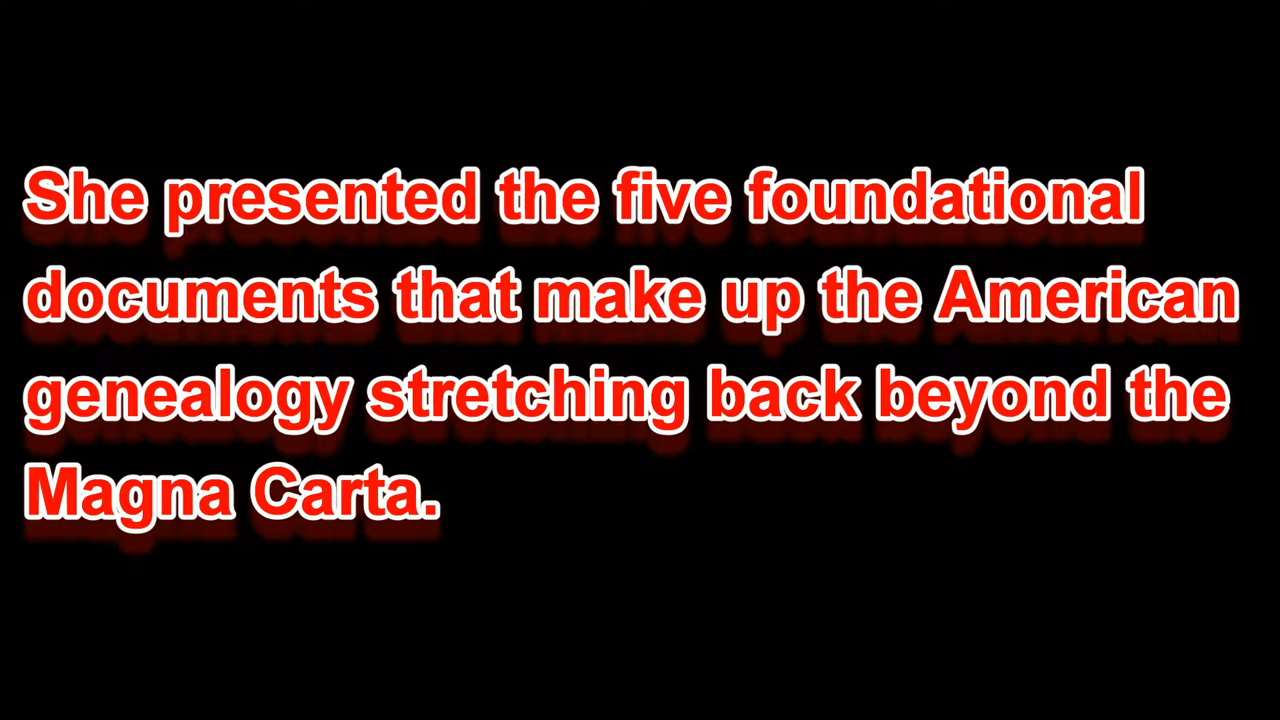 She presented the five foundational
documents that make up the American
genealogy stretching back beyond the
Magna Carta.